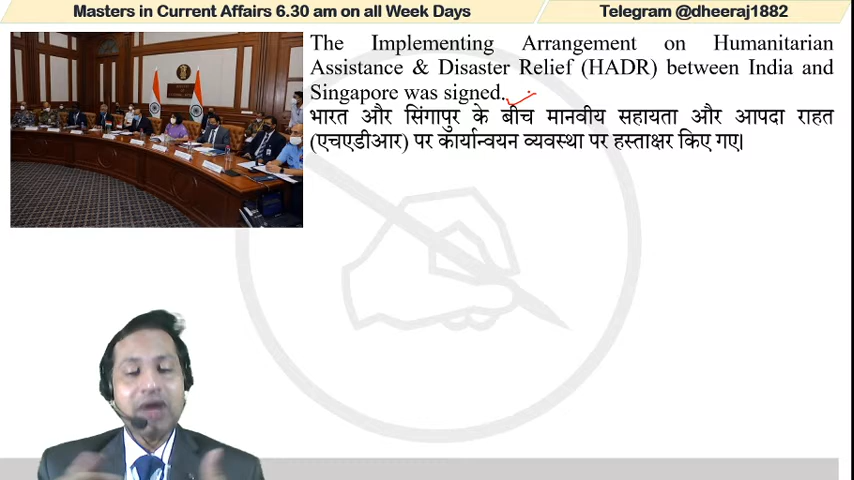 Masters in Current Affairs 6.30 am on all Week Days
Telegram @dheeraj1882
The Implementing Arrangement on Humanitarian
Assistance & Disaster Relief (HADR) between India and
Singapore was signed.
भारत और सिंगापुर के बीच मानवीय सहायता और आपदा राहत
(एचएडीआर) पर कार्यान्वयन व्यवस्था पर हस्ताक्षर किए गए।